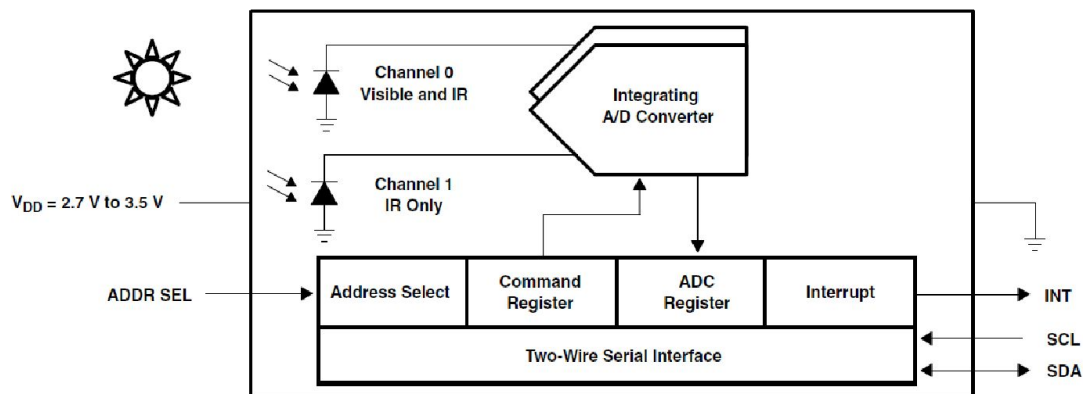 Channel 0
Visible and IR
Integrating
A/D Converter
Channel 1
IR Only
VDD = 2.7 V to 3.5 V
ADDR SEL
Address Select
Command
Register
ADC
Register
Interrupt
INT
Two-Wire Serial Interface
SCL
SDA